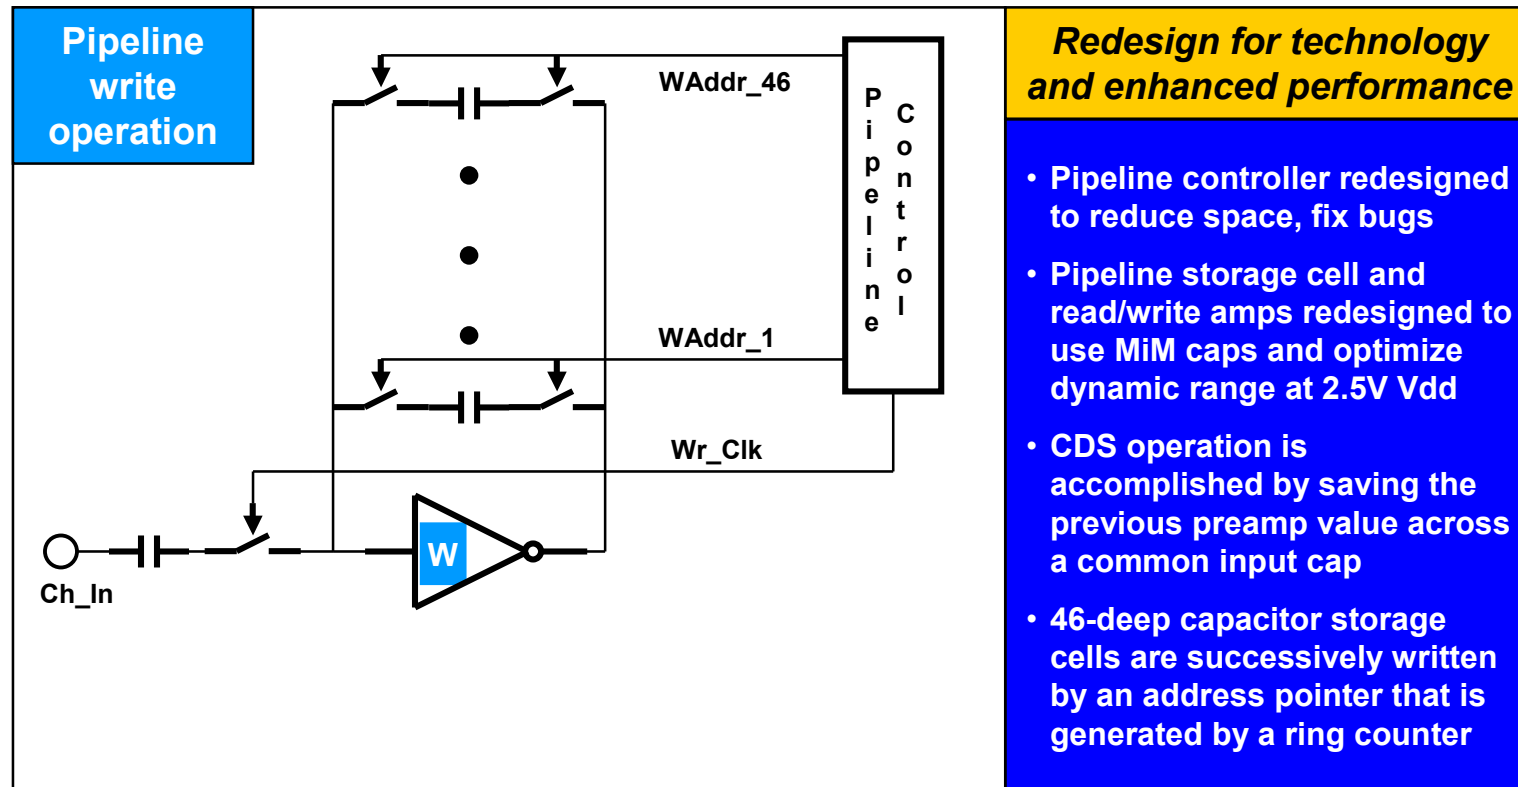 Pipeline
write
operation
WAddr_46
Pipeline
Control
WAddr_1
Wr_Clk
W
Ch_In
Redesign for technology
and enhanced performance
• Pipeline controller redesigned
to reduce space, fix bugs
• Pipeline storage cell and
read/write amps redesigned to
use MiM caps and optimize
dynamic range at 2.5V Vdd
• CDS operation is
accomplished by saving the
previous preamp value across
a common input cap
• 46-deep capacitor storage
cells are successively written
by an address pointer that is
generated by a ring counter